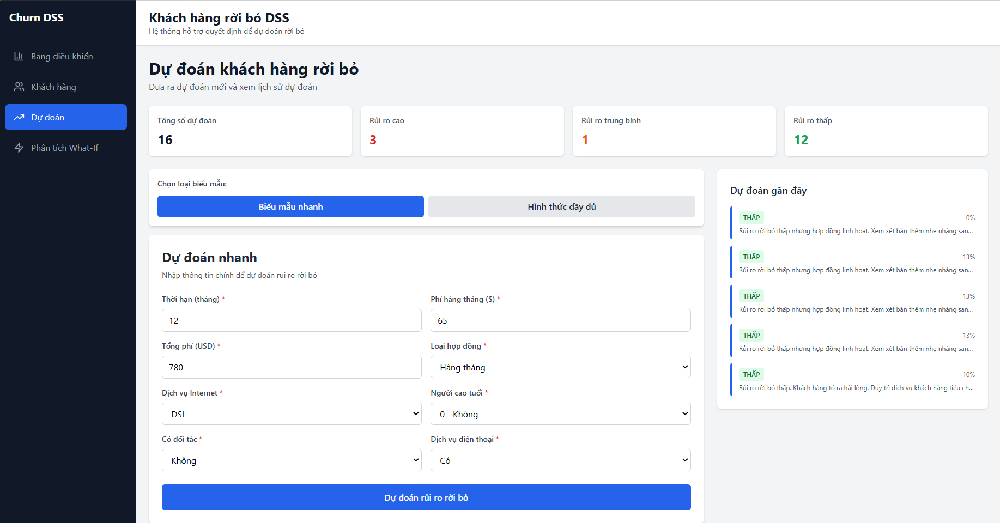 Churn DSS
Bảng điều khiển
Khách hàng
Dự đoán
Phân tích What-If
Khách hàng rời bỏ DSS
Hệ thống hỗ trợ quyết định để dự đoán rời bỏ
Dự đoán khách hàng rời bỏ
Đưa ra dự đoán mới và xem lịch sử dự đoán
Tổng số dự đoán
16
Rủi ro cao
3
Rủi ro trung bình
1
Rủi ro thấp
12
Chọn loại biểu mẫu:
Biểu mẫu nhanh
Hình thức đầy đủ
Dự đoán nhanh
Nhập thông tin chính để dự đoán rủi ro rời bỏ
Thời hạn (tháng) *
12
Phí hàng tháng ($) *
65
Tổng phí (USD) *
780
Loại hợp đồng *
Hàng tháng
Dịch vụ Internet *
DSL
Người cao tuổi *
0 - Không
Có đối tác *
Không
Dịch vụ điện thoại *
Có
Dự đoán rủi ro rời bỏ
Dự đoán gần đây
THẤP 0%
Rủi ro rời bỏ thấp nhưng hợp đồng linh hoạt. Xem xét bán thêm nhẹ nhàng san...
THẤP 13%
Rủi ro rời bỏ thấp nhưng hợp đồng linh hoạt. Xem xét bán thêm nhẹ nhàng san...
THẤP 13%
Rủi ro rời bỏ thấp nhưng hợp đồng linh hoạt. Xem xét bán thêm nhẹ nhàng san...
THẤP 13%
Rủi ro rời bỏ thấp nhưng hợp đồng linh hoạt. Xem xét bán thêm nhẹ nhàng san...
THẤP 10%
Rủi ro rời bỏ thấp. Khách hàng tỏ ra hài lòng. Duy trì dịch vụ khách hàng tiêu ch...